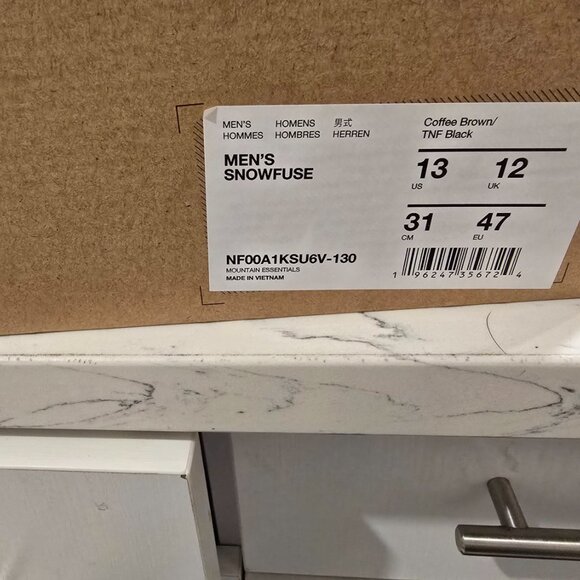 MEN'S HOMENS 男式
HOMMES HOMBRES HERREN
MEN'S
SNOWFUSE
Coffee Brown/
TNF Black
13 12
US UK
31 47
CM EU
NF00A1KSU6V-130
MOUNTAIN ESSENTIALS
MADE IN VIETNAM
1 96247 35672 4